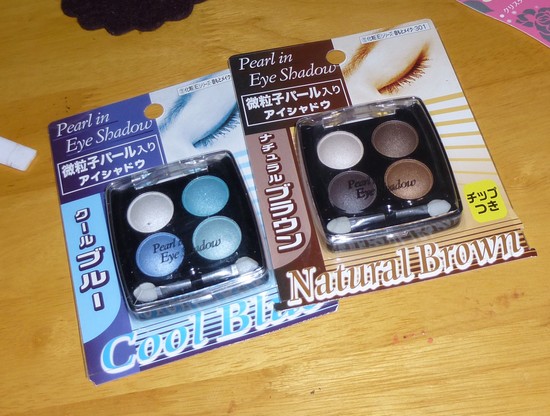 Pearl in
Eye Shadow
微粒子パール入り
アイシャドウ
クールブルー
Pearl in
Eye Shadow
Cool Blue
Pearl in
Eye Shadow
微粒子パール入り
アイシャドウ
ナチュラルブラウン
Pearl in
Eye Shadow
チップ
つき
Natural Brown